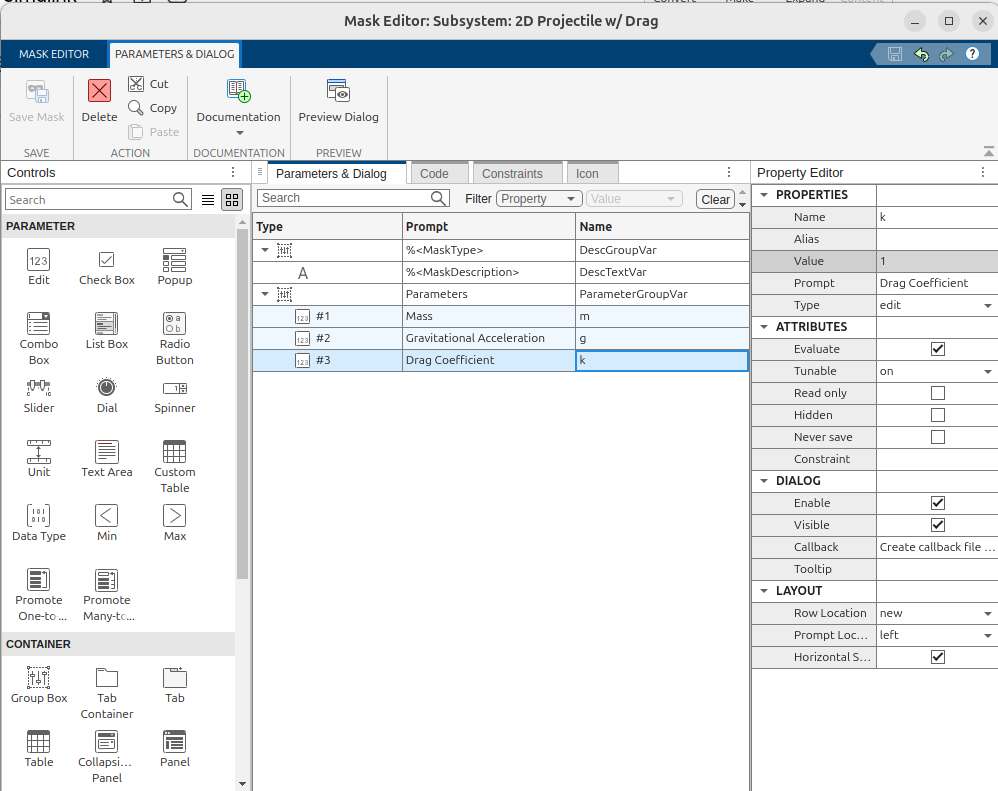 Mask Editor: Subsystem: 2D Projectile w/ Drag
MASK EDITOR PARAMETERS & DIALOG
Save Mask
SAVE
Delete
Cut
Copy
Paste
ACTION
Documentation
DOCUMENTATION
Preview Dialog
PREVIEW
Controls
Search
PARAMETER
123
Edit Check Box Popup
Combo Box
List Box
Radio Button
Slider Dial Spinner
Unit Text Area Custom Table
Data Type Min Max
Promote One-to ...
Promote Many-tc...
CONTAINER
Group Box
Tab Container
Tab
Table
Collapsi... Panel
Panel
Parameters & Dialog Code Constraints Icon
Search Filter Property Value Clear
Type Prompt Name
%<MaskType> DescGroupVar
A %<MaskDescription> DescTextVar
Parameters ParameterGroupVar
123 #1 Mass m
123 #2 Gravitational Acceleration g
123 #3 Drag Coefficient k
Property Editor
PROPERTIES
Name k
Alias
Value 1
Prompt Drag Coefficient
Type edit
ATTRIBUTES
Evaluate
Tunable on
Read only
Hidden
Never save
Constraint
DIALOG
Enable
Visible
Callback Create callback file ...
Tooltip
LAYOUT
Row Location new
Prompt Loc... left
Horizontal S...